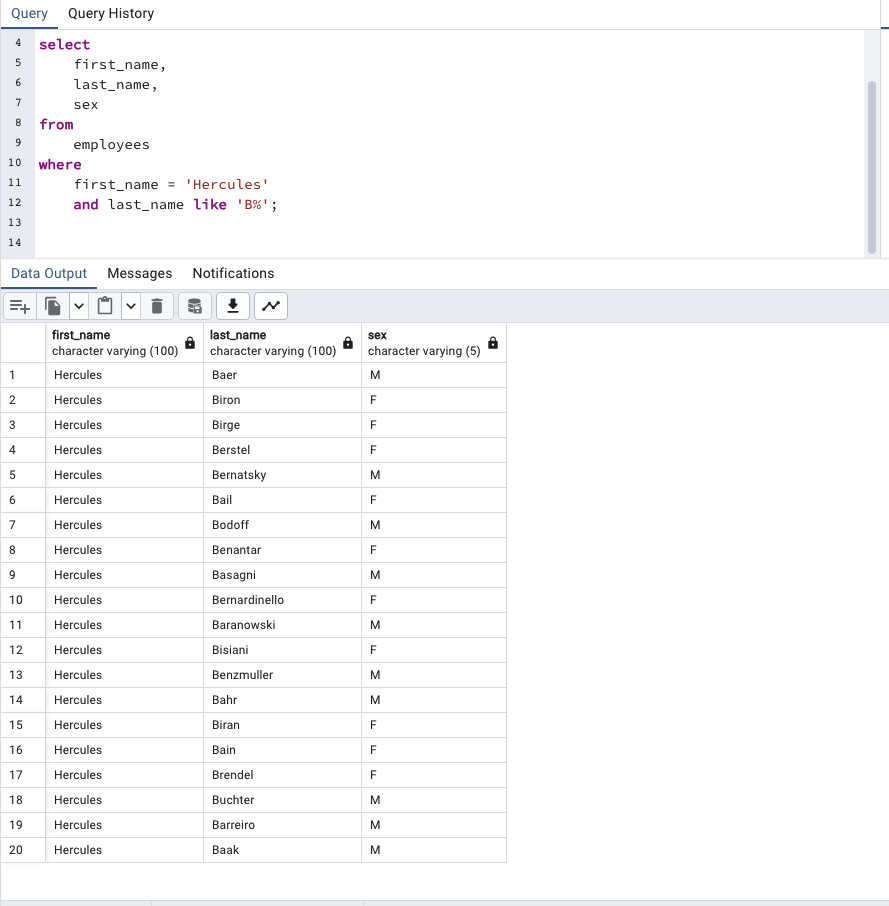 Query Query History
4 select
5 first_name,
6 last_name,
7 sex
8 from
9 employees
10 where
11 first_name = 'Hercules'
12 and last_name like 'B%';
13
14
Data Output Messages Notifications
first_name last_name sex
character varying (100) character varying (100) character varying (5)
1 Hercules Baer M
2 Hercules Biron F
3 Hercules Birge F
4 Hercules Berstel F
5 Hercules Bernatsky M
6 Hercules Bail F
7 Hercules Bodoff M
8 Hercules Benantar F
9 Hercules Basagni M
10 Hercules Bernardinello F
11 Hercules Baranowski M
12 Hercules Bisiani F
13 Hercules Benzmuller M
14 Hercules Bahr M
15 Hercules Biran F
16 Hercules Bain F
17 Hercules Brendel F
18 Hercules Buchter M
19 Hercules Barreiro M
20 Hercules Baak M